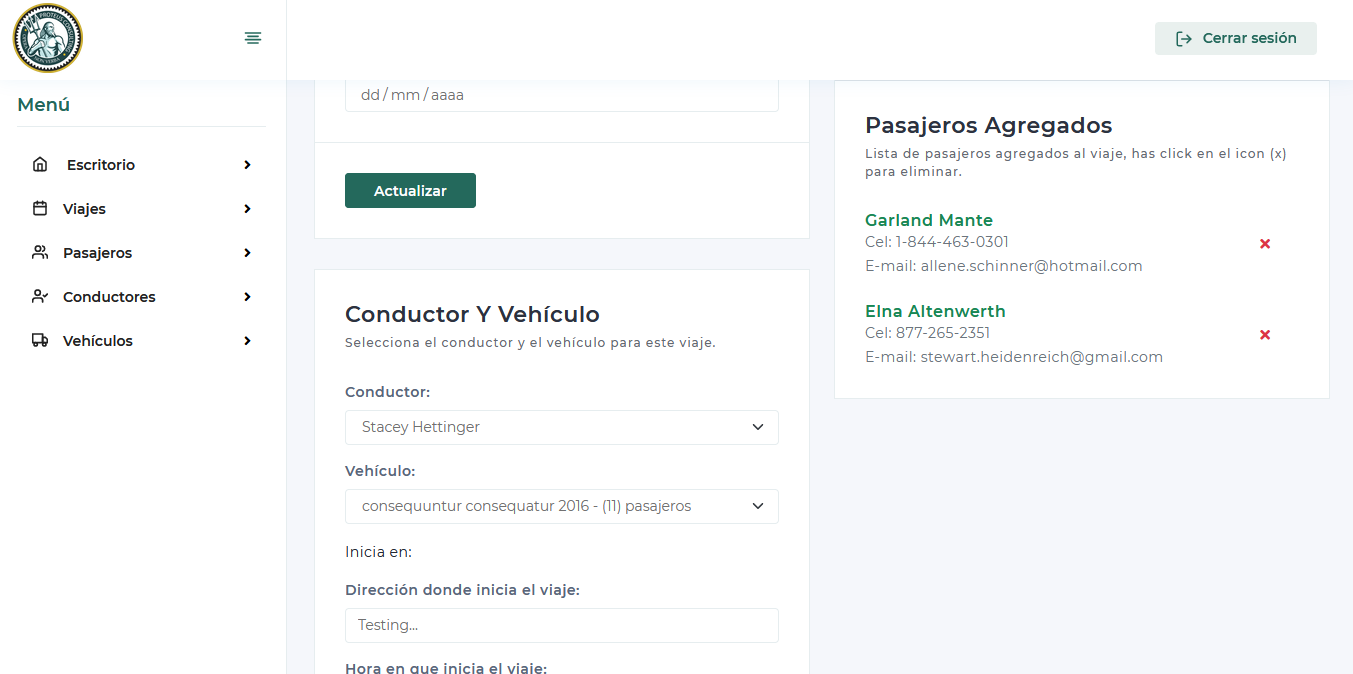 Cerrar sesión
Menú
Escritorio
Viajes
Pasajeros
Conductores
Vehículos
dd / mm / aaaa
Actualizar
Conductor Y Vehículo
Selecciona el conductor y el vehículo para este viaje.
Conductor:
Stacey Hettinger
Vehículo:
consequuntur consequatur 2016 - (11) pasajeros
Inicia en:
Dirección donde inicia el viaje:
Testing...
Hora en que inicia el viaje:
Pasajeros Agregados
Lista de pasajeros agregados al viaje, has click en el icon (x)
para eliminar.
Garland Mante
Cel: 1-844-463-0301
E-mail: allene.schinner@hotmail.com
Elna Altenwerth
Cel: 877-265-2351
E-mail: stewart.heidenreich@gmail.com